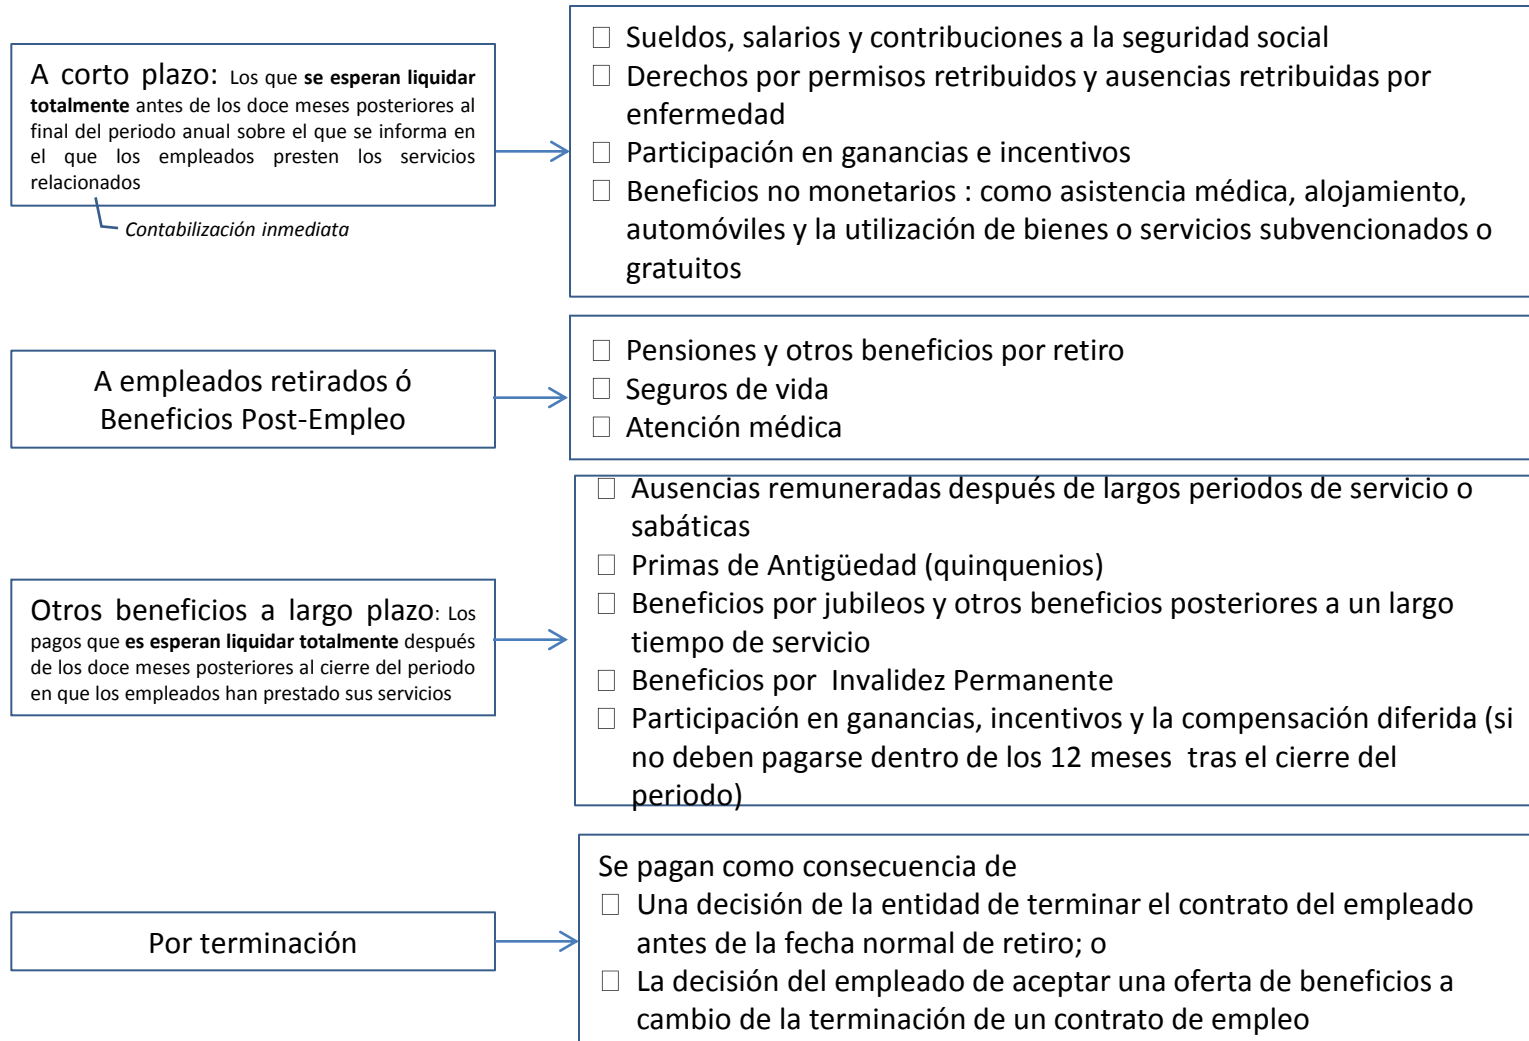 A corto plazo: Los que se esperan liquidar
totalmente antes de los doce meses posteriores al
final del periodo anual sobre el que se informa en
el que los empleados presten los servicios
relacionados
Contabilización inmediata
□ Sueldos, salarios y contribuciones a la seguridad social
□ Derechos por permisos retribuidos y ausencias retribuidas por
enfermedad
□ Participación en ganancias e incentivos
□ Beneficios no monetarios : como asistencia médica, alojamiento,
automóviles y la utilización de bienes o servicios subvencionados o
gratuitos
A empleados retirados ó
Beneficios Post-Empleo
□ Pensiones y otros beneficios por retiro
□ Seguros de vida
□ Atención médica
Otros beneficios a largo plazo: Los
pagos que es esperan liquidar totalmente después
de los doce meses posteriores al cierre del periodo
en que los empleados han prestado sus servicios
□ Ausencias remuneradas después de largos periodos de servicio o
sabáticas
□ Primas de Antigüedad (quinquenios)
□ Beneficios por jubileos y otros beneficios posteriores a un largo
tiempo de servicio
□ Beneficios por Invalidez Permanente
□ Participación en ganancias, incentivos y la compensación diferida (si
no deben pagarse dentro de los 12 meses tras el cierre del
periodo)
Por terminación
Se pagan como consecuencia de
□ Una decisión de la entidad de terminar el contrato del empleado
antes de la fecha normal de retiro; o
□ La decisión del empleado de aceptar una oferta de beneficios a
cambio de la terminación de un contrato de empleo